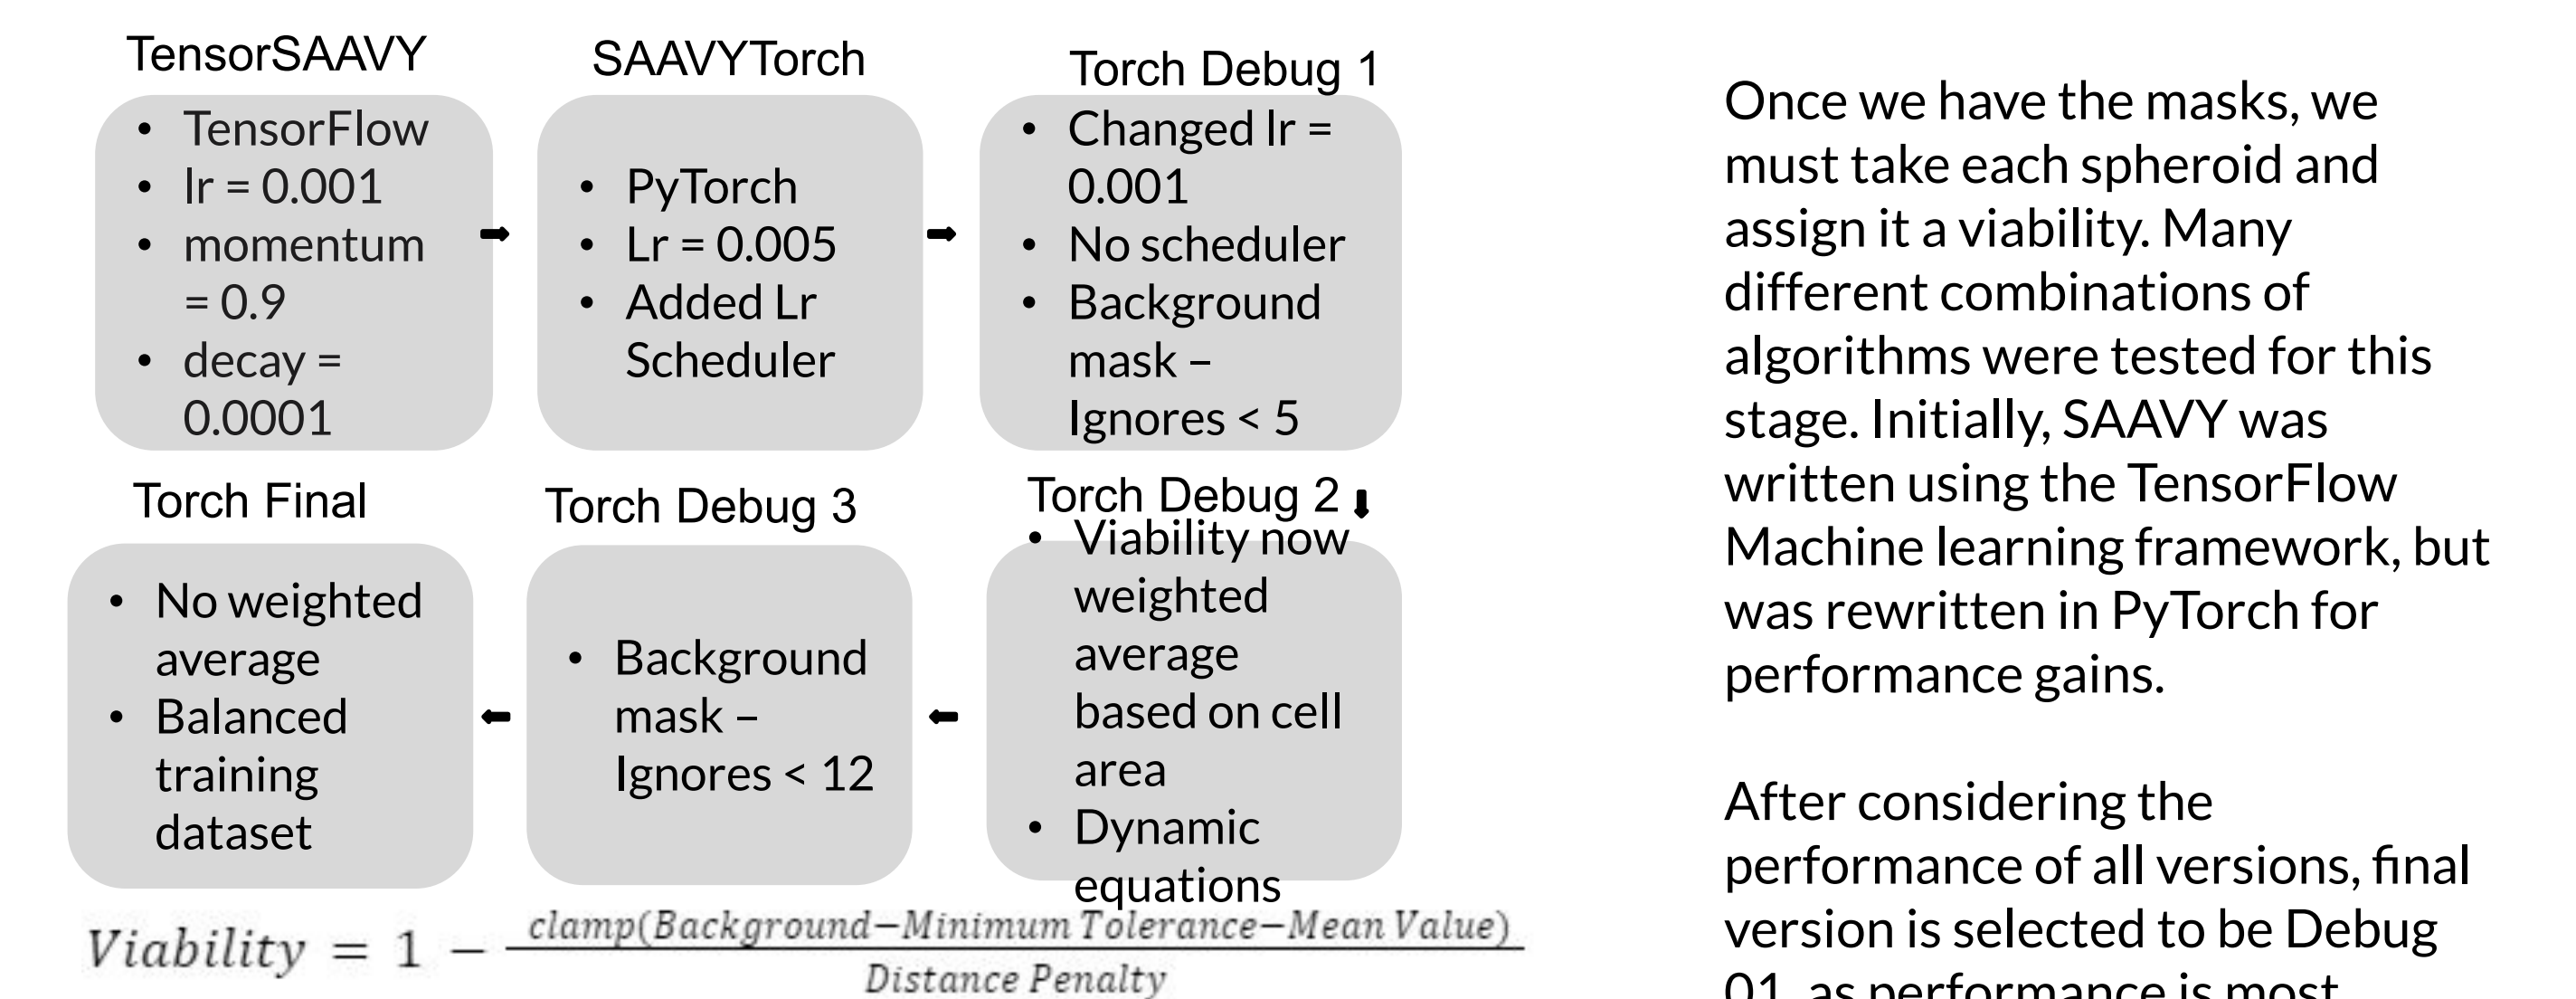 TensorSAAVY
• TensorFlow
• lr = 0.001
• momentum
= 0.9
• decay =
0.0001
SAAVYTorch
• PyTorch
• Lr = 0.005
• Added Lr
Scheduler
Torch Debug 1
• Changed lr =
0.001
• No scheduler
• Background
mask –
Ignores < 5
Torch Debug 2
• Viability now
weighted
average
based on cell
area
• Dynamic
equations
Torch Debug 3
• Background
mask –
Ignores < 12
Torch Final
• No weighted
average
• Balanced
training
dataset
Viability = 1 − clamp(Background−Minimum Tolerance−Mean Value)
Distance Penalty
Once we have the masks, we
must take each spheroid and
assign it a viability. Many
different combinations of
algorithms were tested for this
stage. Initially, SAAVY was
written using the TensorFlow
Machine learning framework, but
was rewritten in PyTorch for
performance gains.
After considering the
performance of all versions, final
version is selected to be Debug
01, as performance is most